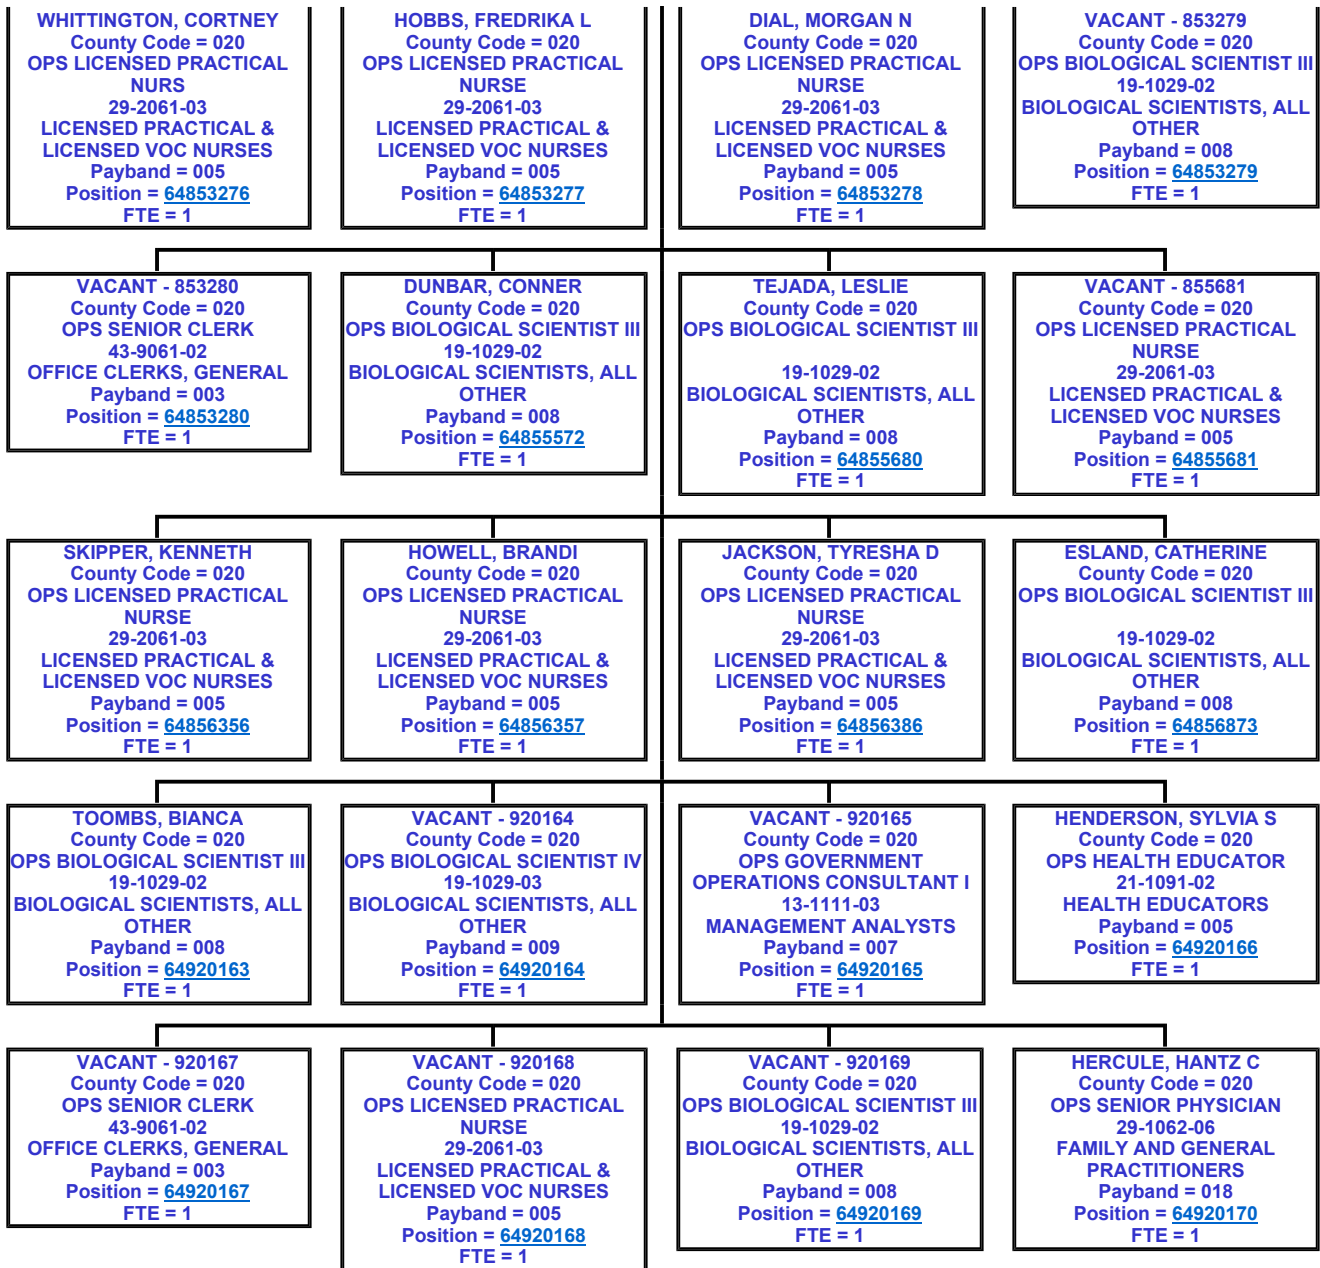 WHITTINGTON, CORTNEY
County Code = 020
OPS LICENSED PRACTICAL
NURS
29-2061-03
LICENSED PRACTICAL &
LICENSED VOC NURSES
Payband = 005
Position = 64853276
FTE = 1
HOBBS, FREDRIKA L
County Code = 020
OPS LICENSED PRACTICAL
NURSE
29-2061-03
LICENSED PRACTICAL &
LICENSED VOC NURSES
Payband = 005
Position = 64853277
FTE = 1
DIAL, MORGAN N
County Code = 020
OPS LICENSED PRACTICAL
NURSE
29-2061-03
LICENSED PRACTICAL &
LICENSED VOC NURSES
Payband = 005
Position = 64853278
FTE = 1
VACANT - 853279
County Code = 020
OPS BIOLOGICAL SCIENTIST III
19-1029-02
BIOLOGICAL SCIENTISTS, ALL
OTHER
Payband = 008
Position = 64853279
FTE = 1
VACANT - 853280
County Code = 020
OPS SENIOR CLERK
43-9061-02
OFFICE CLERKS, GENERAL
Payband = 003
Position = 64853280
FTE = 1
DUNBAR, CONNER
County Code = 020
OPS BIOLOGICAL SCIENTIST III
19-1029-02
BIOLOGICAL SCIENTISTS, ALL
OTHER
Payband = 008
Position = 64855572
FTE = 1
TEJADA, LESLIE
County Code = 020
OPS BIOLOGICAL SCIENTIST III
19-1029-02
BIOLOGICAL SCIENTISTS, ALL
OTHER
Payband = 008
Position = 64855680
FTE = 1
VACANT - 855681
County Code = 020
OPS LICENSED PRACTICAL
NURSE
29-2061-03
LICENSED PRACTICAL &
LICENSED VOC NURSES
Payband = 005
Position = 64855681
FTE = 1
SKIPPER, KENNETH
County Code = 020
OPS LICENSED PRACTICAL
NURSE
29-2061-03
LICENSED PRACTICAL &
LICENSED VOC NURSES
Payband = 005
Position = 64856356
FTE = 1
HOWELL, BRANDI
County Code = 020
OPS LICENSED PRACTICAL
NURSE
29-2061-03
LICENSED PRACTICAL &
LICENSED VOC NURSES
Payband = 005
Position = 64856357
FTE = 1
JACKSON, TYRESHA D
County Code = 020
OPS LICENSED PRACTICAL
NURSE
29-2061-03
LICENSED PRACTICAL &
LICENSED VOC NURSES
Payband = 005
Position = 64856386
FTE = 1
ESLAND, CATHERINE
County Code = 020
OPS BIOLOGICAL SCIENTIST III
19-1029-02
BIOLOGICAL SCIENTISTS, ALL
OTHER
Payband = 008
Position = 64856873
FTE = 1
TOOMBS, BIANCA
County Code = 020
OPS BIOLOGICAL SCIENTIST III
19-1029-02
BIOLOGICAL SCIENTISTS, ALL
OTHER
Payband = 008
Position = 64920163
FTE = 1
VACANT - 920164
County Code = 020
OPS BIOLOGICAL SCIENTIST IV
19-1029-03
BIOLOGICAL SCIENTISTS, ALL
OTHER
Payband = 009
Position = 64920164
FTE = 1
VACANT - 920165
County Code = 020
OPS GOVERNMENT
OPERATIONS CONSULTANT I
13-1111-03
MANAGEMENT ANALYSTS
Payband = 007
Position = 64920165
FTE = 1
HENDERSON, SYLVIA S
County Code = 020
OPS HEALTH EDUCATOR
21-1091-02
HEALTH EDUCATORS
Payband = 005
Position = 64920166
FTE = 1
VACANT - 920167
County Code = 020
OPS SENIOR CLERK
43-9061-02
OFFICE CLERKS, GENERAL
Payband = 003
Position = 64920167
FTE = 1
VACANT - 920168
County Code = 020
OPS LICENSED PRACTICAL
NURSE
29-2061-03
LICENSED PRACTICAL &
LICENSED VOC NURSES
Payband = 005
Position = 64920168
FTE = 1
VACANT - 920169
County Code = 020
OPS BIOLOGICAL SCIENTIST III
19-1029-02
BIOLOGICAL SCIENTISTS, ALL
OTHER
Payband = 008
Position = 64920169
FTE = 1
HERCULE, HANTZ C
County Code = 020
OPS SENIOR PHYSICIAN
29-1062-06
FAMILY AND GENERAL
PRACTITIONERS
Payband = 018
Position = 64920170
FTE = 1